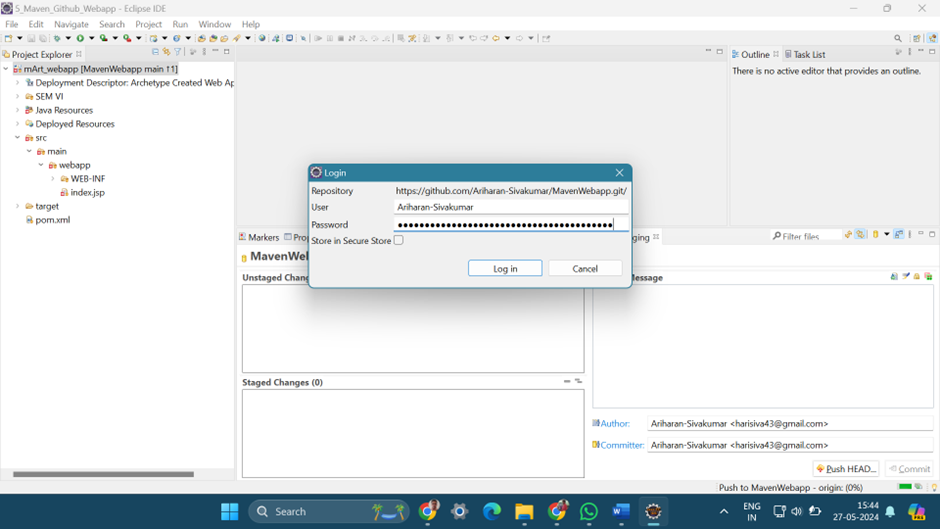 5_Maven_Github_Webapp - Eclipse IDE
File Edit Navigate Search Project Run Window Help
Project Explorer
Outline Task List
mArt_webapp [MavenWebapp main 11]
There is no active editor that provides an outline.
Deployment Descriptor: Archetype Created Web Ap
SEM VI
Java Resources
Deployed Resources
src
main
webapp
WEB-INF
index.jsp
target
pom.xml
Login
Repository https://github.com/Ariharan-Sivakumar/MavenWebapp.git/
User Ariharan-Sivakumar
Password ●●●●●●●●●●●●●●●●●●●●●●●●●●●●●●●●●●●●●●●●
Store in Secure Store
Log in Cancel
Markers Pro ging Filter files
MavenWel
Unstaged Chang Message
Staged Changes (0)
Author: Ariharan-Sivakumar <harisiva43@gmail.com>
Committer: Ariharan-Sivakumar <harisiva43@gmail.com>
Push HEAD... Commit
Push to MavenWebapp - origin: (0%)
Search
ENG
IN
15:44
27-05-2024